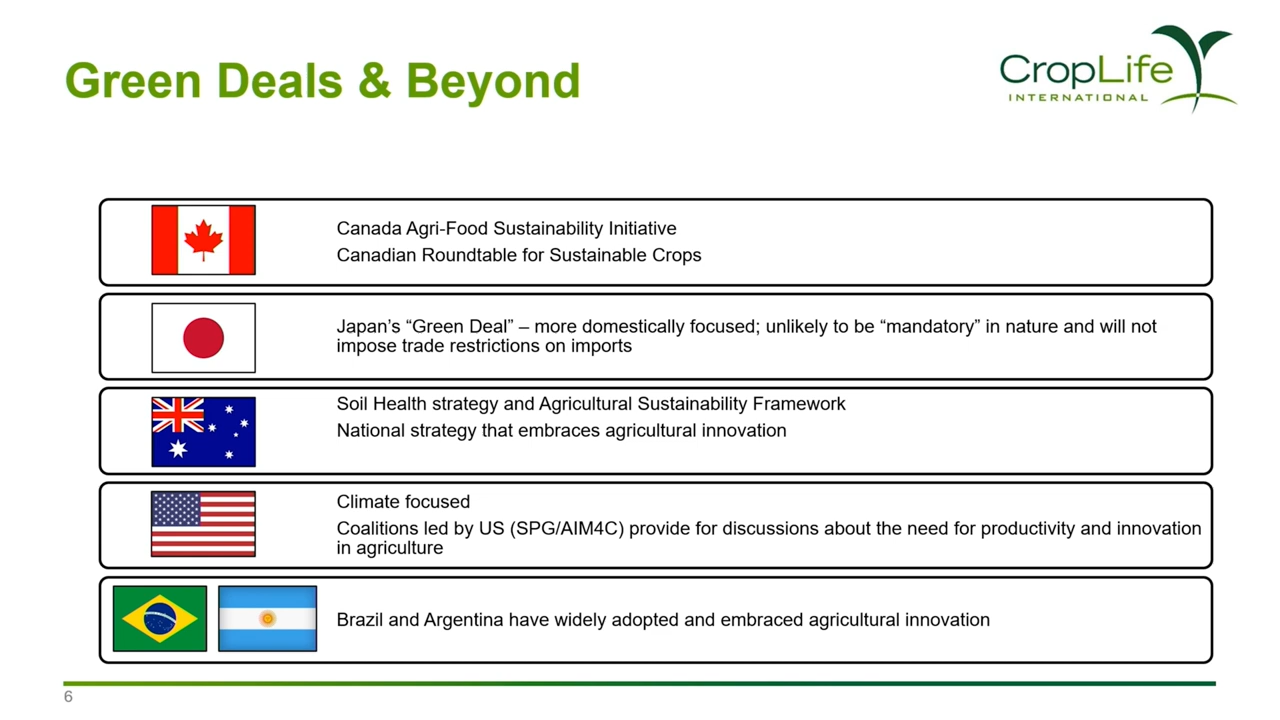 Green Deals & Beyond
CropLife
INTERNATIONAL
Canada Agri-Food Sustainability Initiative
Canadian Roundtable for Sustainable Crops
Japan’s “Green Deal” – more domestically focused; unlikely to be “mandatory” in nature and will not
impose trade restrictions on imports
Soil Health strategy and Agricultural Sustainability Framework
National strategy that embraces agricultural innovation
Climate focused
Coalitions led by US (SPG/AIM4C) provide for discussions about the need for productivity and innovation
in agriculture
Brazil and Argentina have widely adopted and embraced agricultural innovation
6